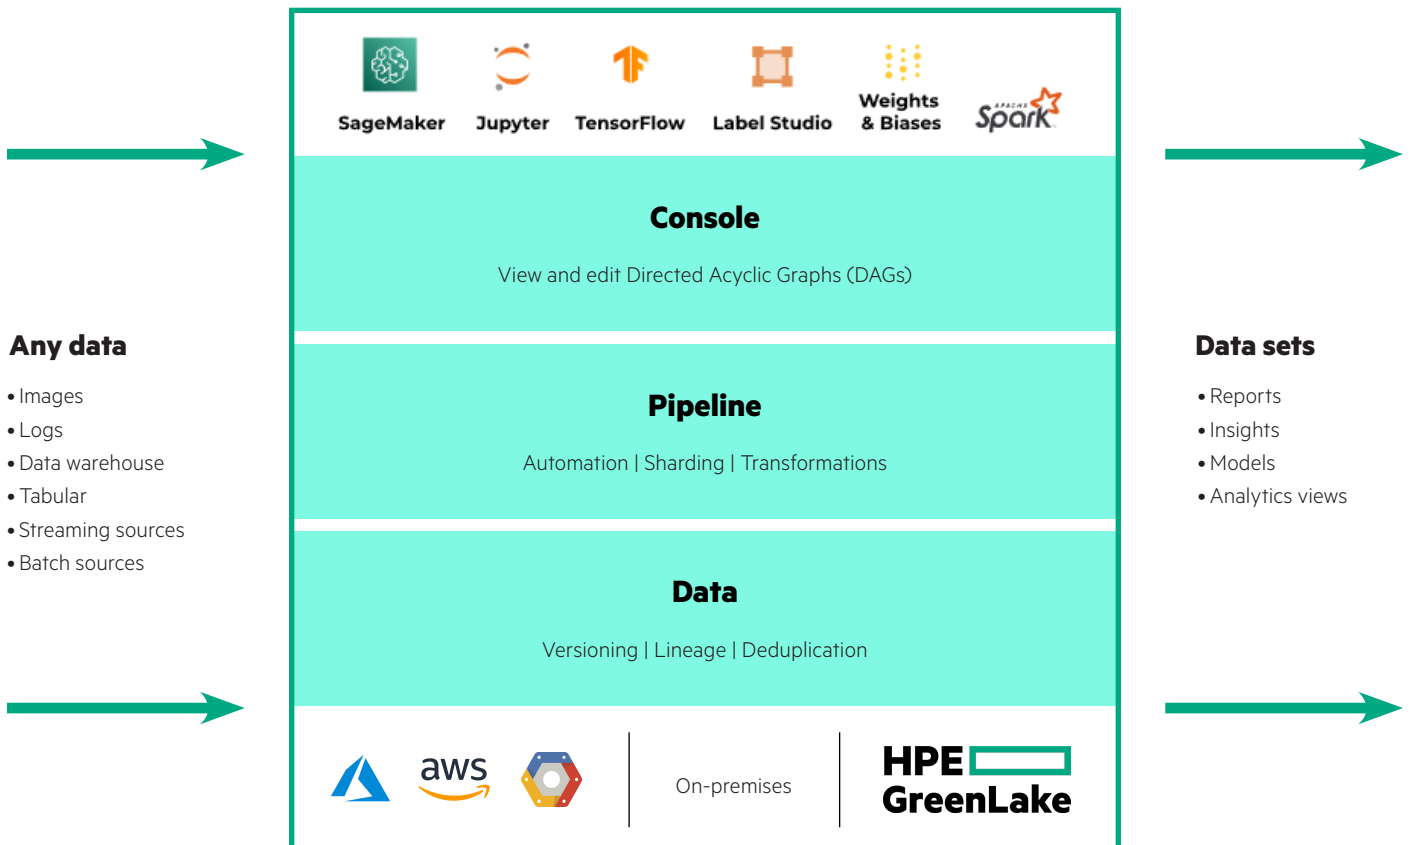 SageMaker
Jupyter
TensorFlow
Label Studio
Weights
& Biases
APACHE
Spark
Console
View and edit Directed Acyclic Graphs (DAGs)
Any data
• Images
• Logs
• Data warehouse
• Tabular
• Streaming sources
• Batch sources
Pipeline
Automation | Sharding | Transformations
Data
Versioning | Lineage | Deduplication
Data sets
• Reports
• Insights
• Models
• Analytics views
aws
On-premises
HPE
GreenLake